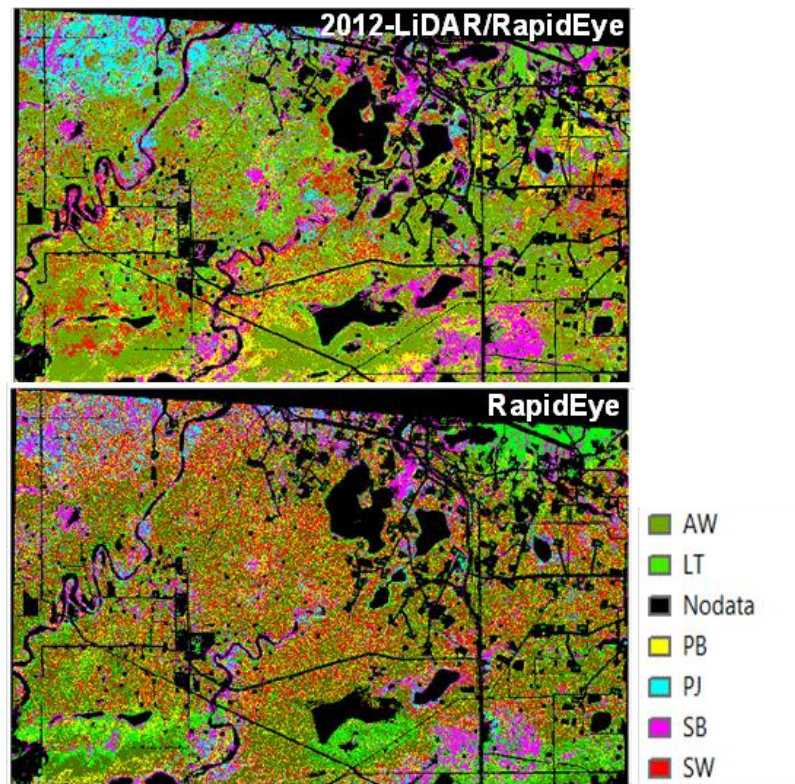 2012-LiDAR/RapidEye
RapidEye
AW
LT
Nodata
PB
PJ
SB
SW